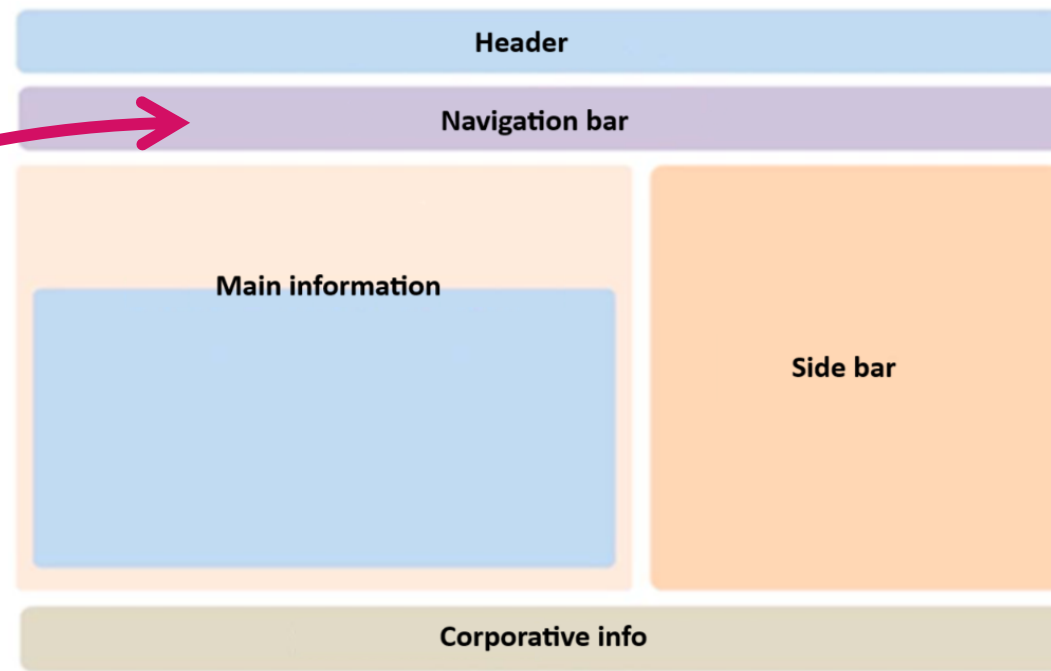 Header
Navigation bar
Main information
Side bar
Corporative info